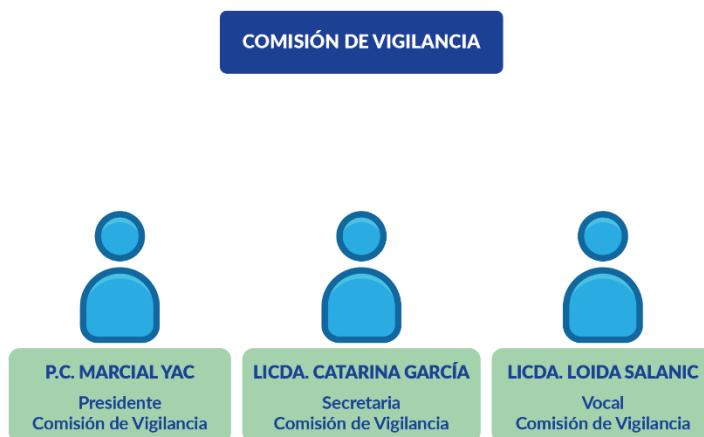 COMISIÓN DE VIGILANCIA
P.C. MARCIAL YAC
Presidente
Comisión de Vigilancia
LICDA. CATARINA GARCÍA
Secretaria
Comisión de Vigilancia
LICDA. LOIDA SALANIC
Vocal
Comisión de Vigilancia